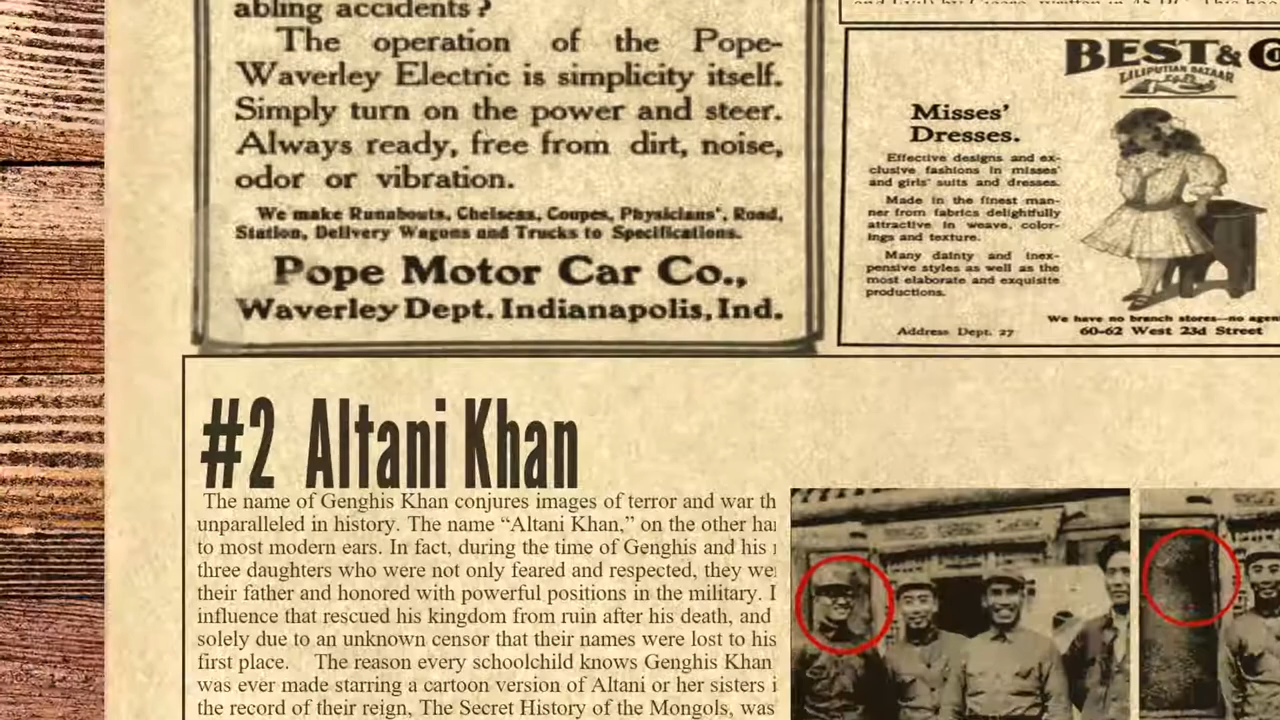 abling accidents?
The operation of the Pope-
Waverley Electric is simplicity itself.
Simply turn on the power and steer.
Always ready, free from dirt, noise,
odor or vibration.
We make Runabouts, Chelseas, Coupes, Physicians', Road,
Station, Delivery Wagons and Trucks to Specifications.
Pope Motor Car Co.,
Waverley Dept. Indianapolis, Ind.
BEST & Co
LILIPUTIAN BAZAAR
Misses'
Dresses.
Effective designs and ex-
clusive fashions in misses'
and girls' suits and dresses.
Made in the finest man-
ner from fabrics delightfully
attractive in weave, color-
ings and texture.
Many dainty and inex-
pensive styles as well as the
most elaborate and exquisite
productions.
We have no branch stores—no agen
Address Dept. 27
60-62 West 23d Street
#2 Altani Khan
The name of Genghis Khan conjures images of terror and war th
unparalleled in history. The name “Altani Khan,” on the other ha
to most modern ears. In fact, during the time of Genghis and his
three daughters who were not only feared and respected, they we
their father and honored with powerful positions in the military. I
influence that rescued his kingdom from ruin after his death, and
solely due to an unknown censor that their names were lost to his
first place. The reason every schoolchild knows Genghis Khan
was ever made starring a cartoon version of Altani or her sisters i
the record of their reign, The Secret History of the Mongols, was